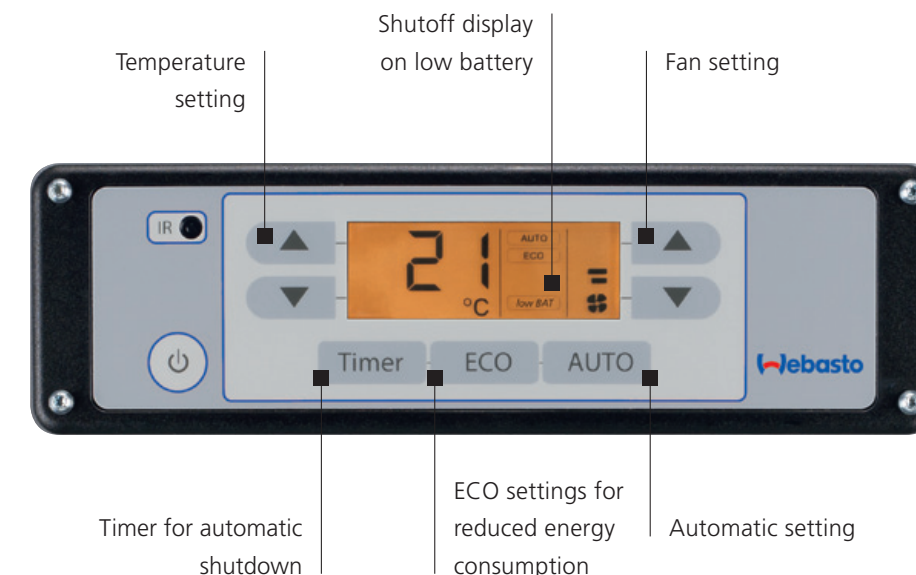 Shutoff display
on low battery
Temperature
setting
Fan setting
IR
21
°C
AUTO
ECO
low BAT
Timer
ECO
AUTO
Webasto
Timer for automatic
shutdown
ECO settings for
reduced energy
consumption
Automatic setting